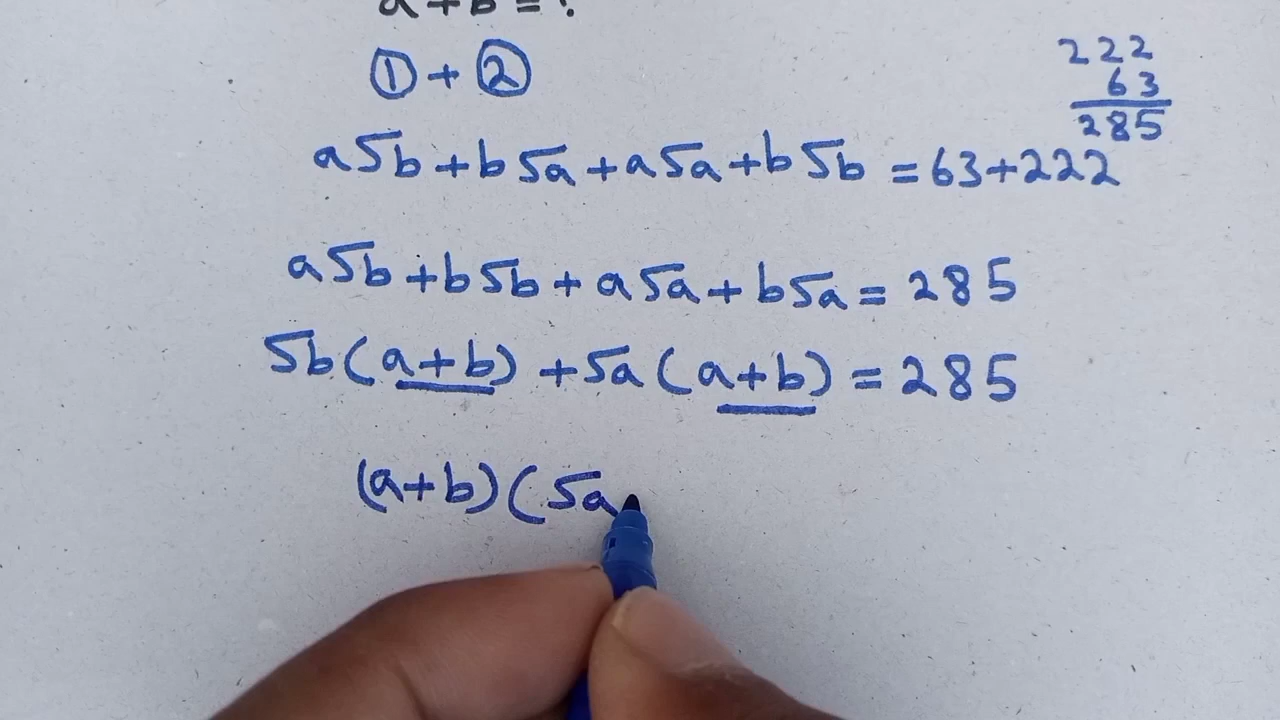 a+b=?
① + ②
222
63
285
a√b + b√a + a√a + b√b = 63+222
a√b + b√b + a√a + b√a = 285
√b (a+b) + √a (a+b) = 285
(a+b) (√a